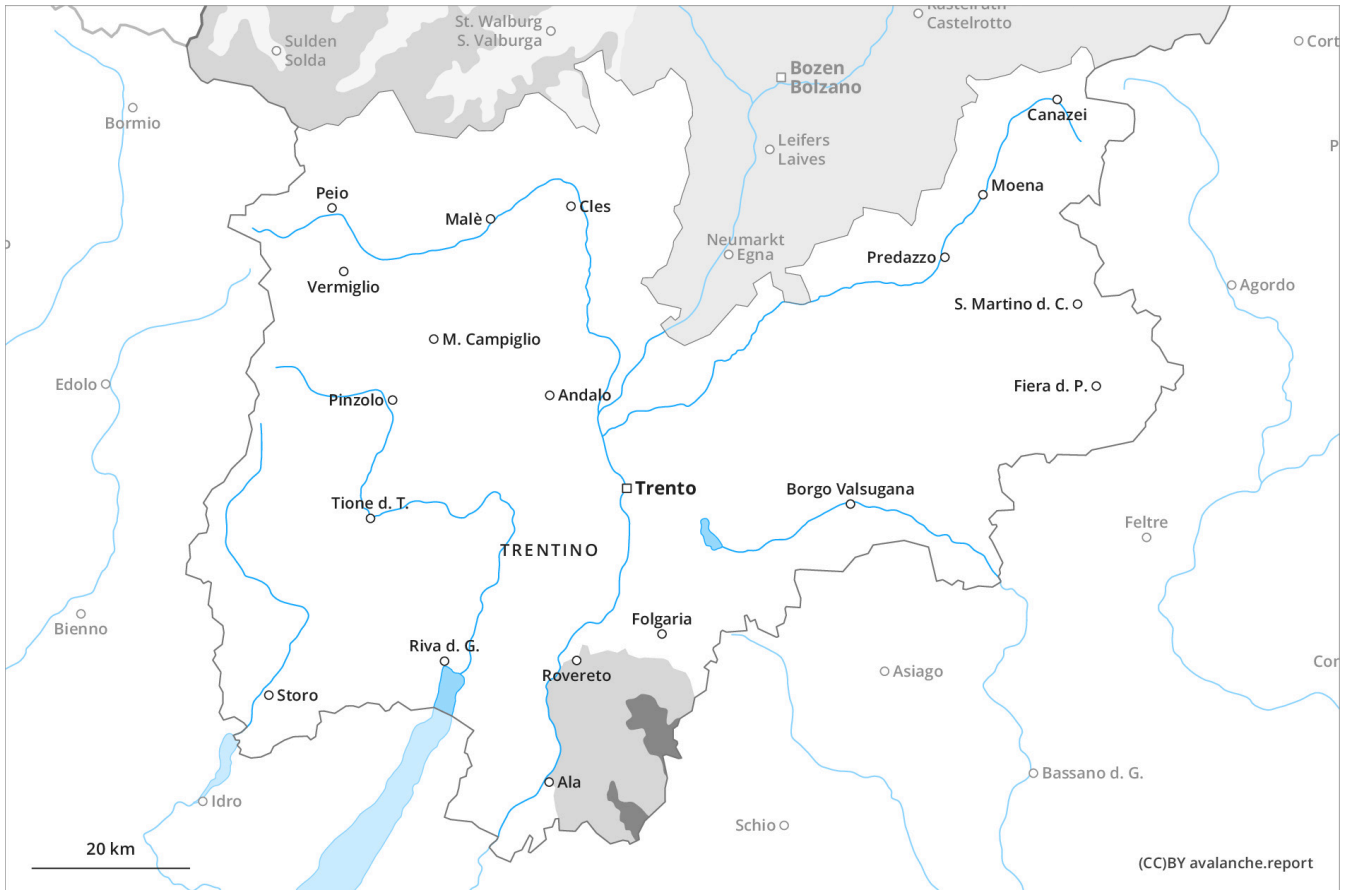 Kastelruth
Castelrotto
St. Walburg
S. Valburga
Sulden
Solda
Cort
Bozen
Bolzano
Bormio
Canazei
Leifers
Laives
P
Moena
Peio
Malè
Cles
Neumarkt
Egna
Predazzo
Vermiglio
Agordo
S. Martino d. C.
M. Campiglio
Edolo
Fiera d. P.
Andalo
Pinzolo
Trento
Borgo Valsugana
Tione d. T.
Feltre
TRENTINO
Folgaria
Bienno
Riva d. G.
Rovereto
Asiago
Cor
Storo
Bassano d. G.
Ala
Idro
Schio
20 km
(CC)BY avalanche.report